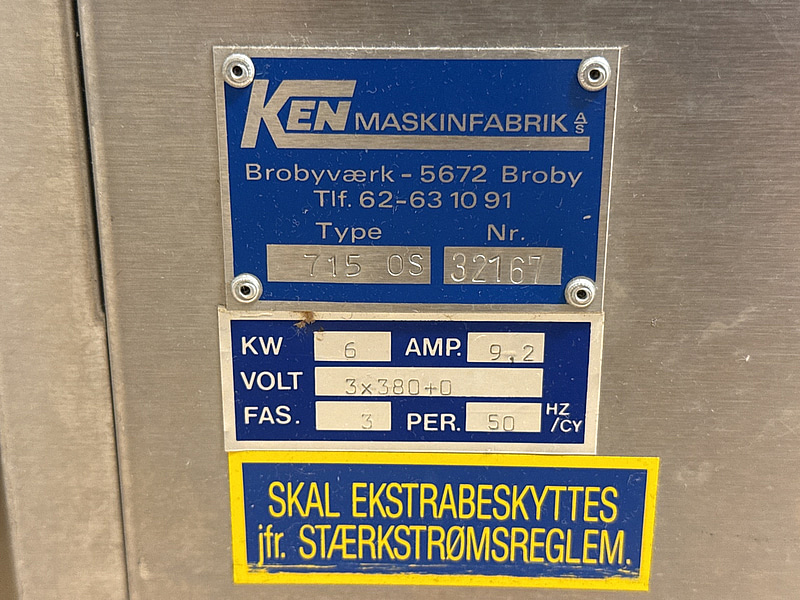 KEN MASKINFABRIK A/S
Brobyværk - 5672 Broby
Tlf. 62-63 10 91
Type Nr.
715 OS 32167
KW 6 AMP. 9,2
VOLT 3x380+0
FAS. 3 PER. 50 HZ/CY
SKAL EKSTRABESKYTTES
jfr. STÆRKSTRØMSREGLEM.